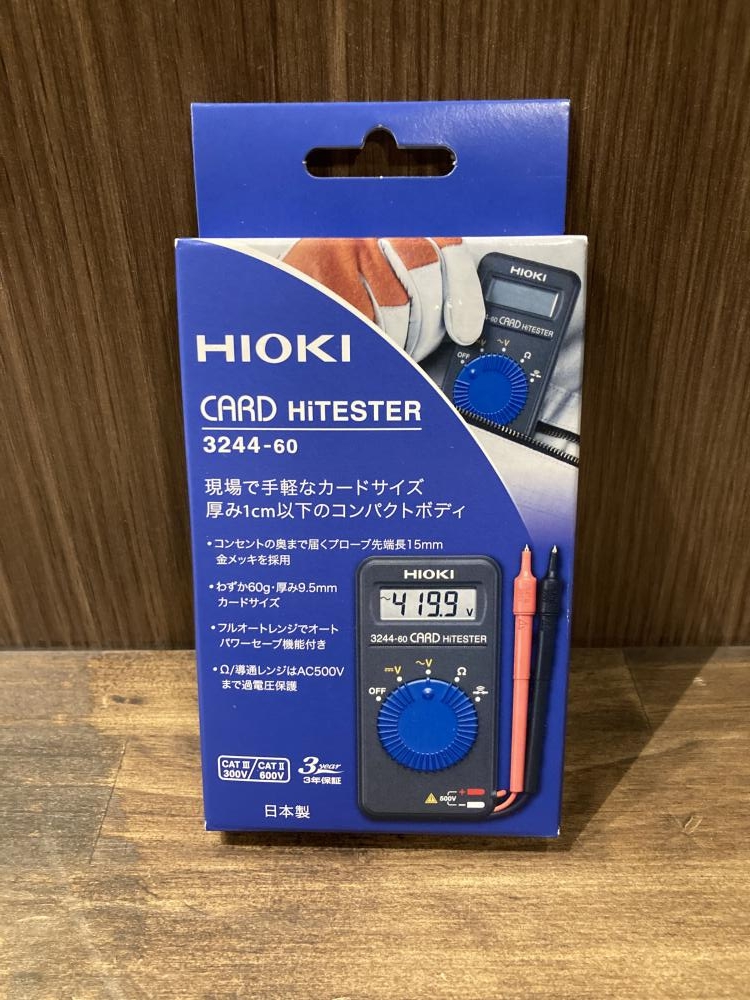 HIOKI
CARD HiTESTER
3244-60
現場で手軽なカードサイズ
厚み1cm以下のコンパクトボディ
・コンセントの奥まで届くプローブ先端長15mm
金メッキを採用
・わずか60g・厚み9.5mm
カードサイズ
・フルオートレンジでオート
パワーセーブ機能付き
・Ω/導通レンジはAC500V
まで過電圧保護
CAT III/CAT II
300V/600V
3 year
3年保証
日本製
HIOKI
-60 CARD HiTESTER
OFF
V
~V
Ω
HIOKI
~419.9 V
3244-60 CARD HiTESTER
OFF
⎓V
~V
Ω
⚠ 500V
+
−